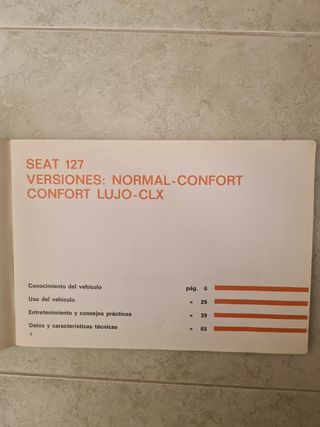 SEAT 127
VERSIONES: NORMAL-CONFORT
CONFORT LUJO-CLX
Conocimiento del vehículo pág. 6
Uso del vehículo » 29
Entretenimiento y consejos prácticos » 39
Datos y características técnicas » 65